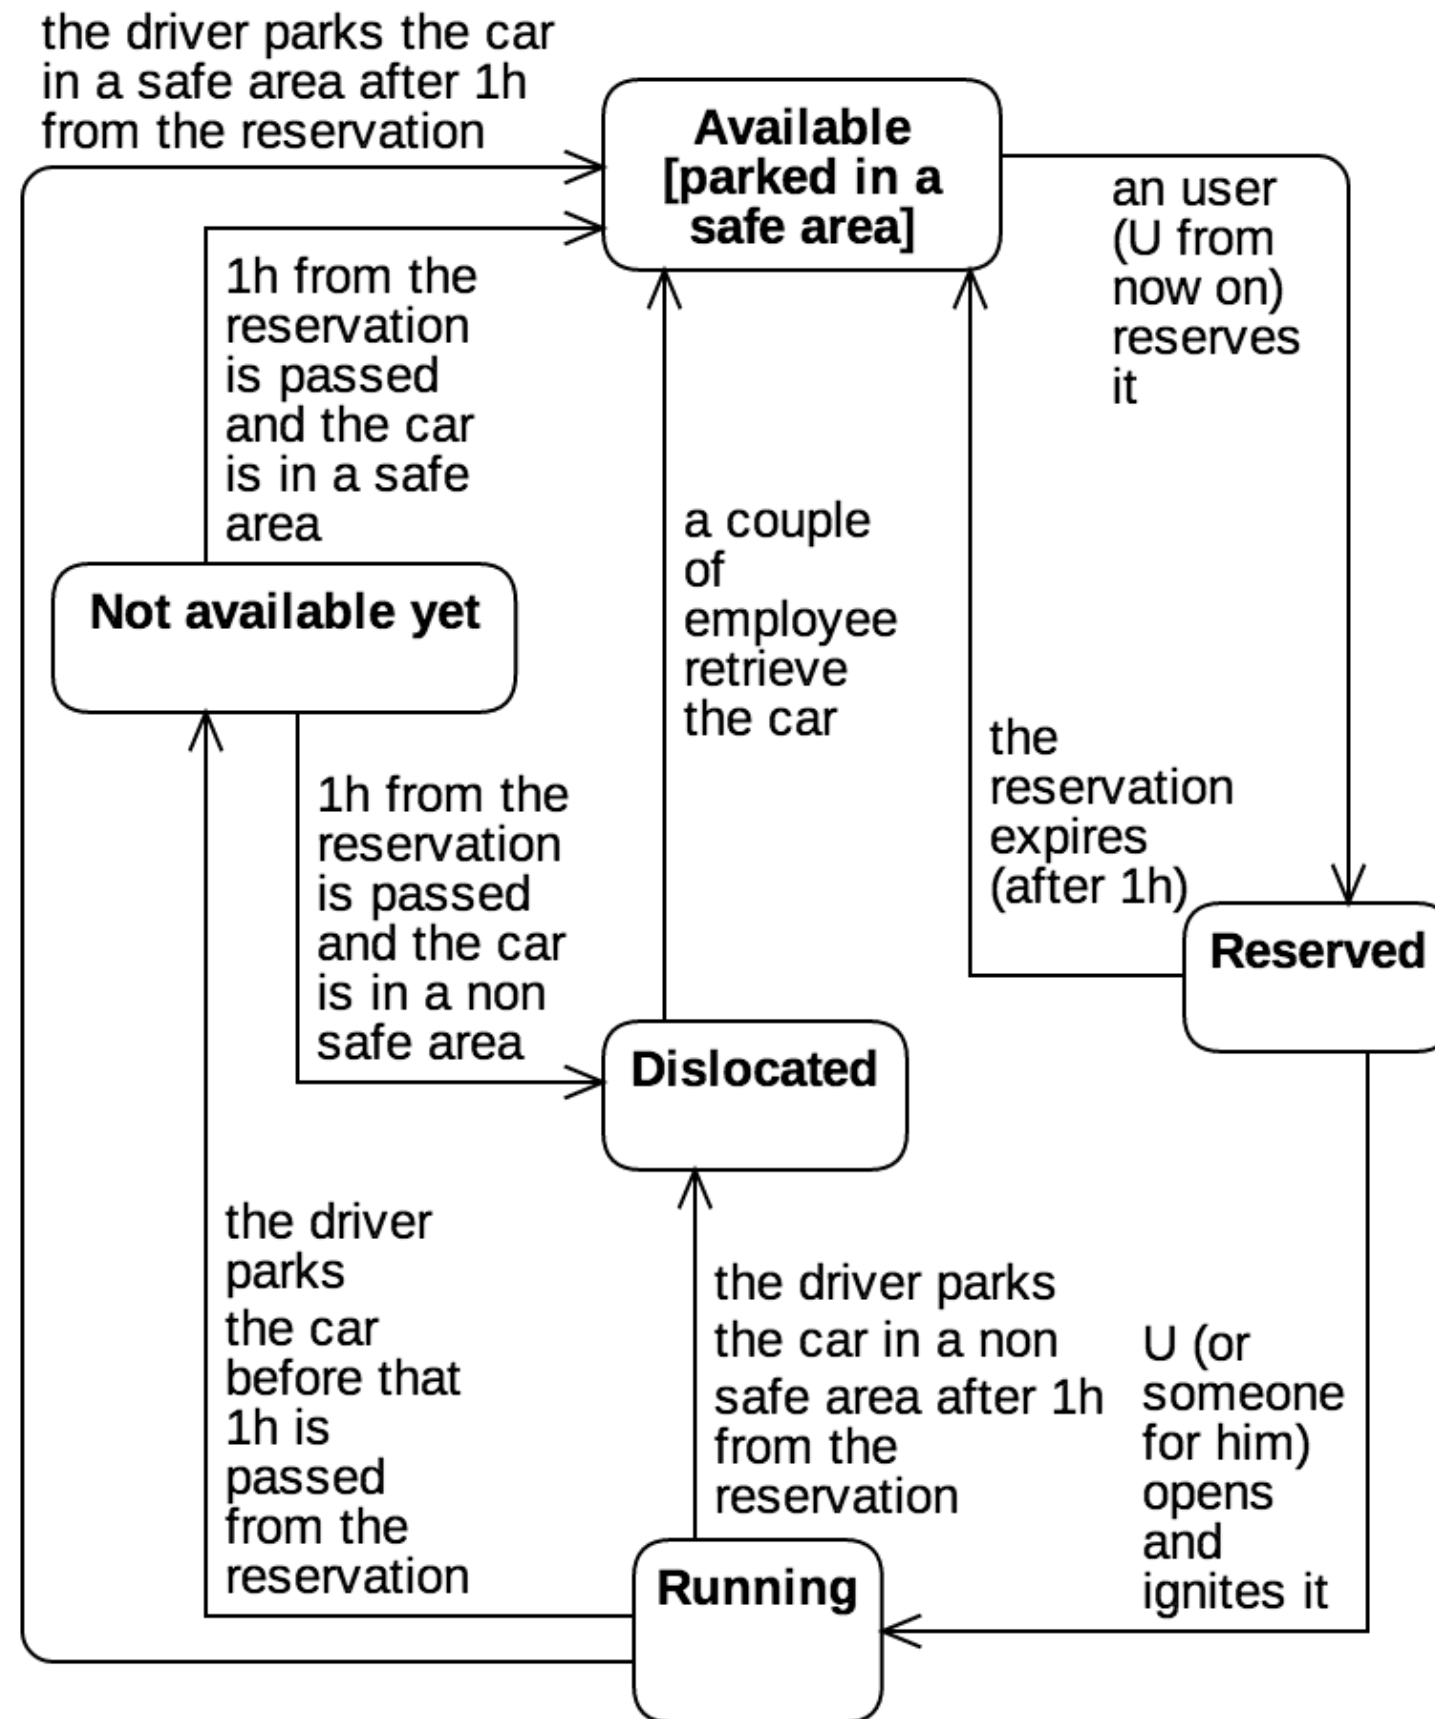 the driver parks the car
in a safe area after 1h
from the reservation
Available
[parked in a
safe area]
an user
(U from
now on)
reserves
it
1h from the
reservation
is passed
and the car
is in a safe
area
a couple
of
employee
retrieve
the car
Not available yet
the
reservation
expires
(after 1h)
1h from the
reservation
is passed
and the car
is in a non
safe area
Reserved
Dislocated
the driver
parks
the car
before that
1h is
passed
from the
reservation
the driver parks
the car in a non
safe area after 1h
from the
reservation
U (or
someone
for him)
opens
and
ignites it
Running